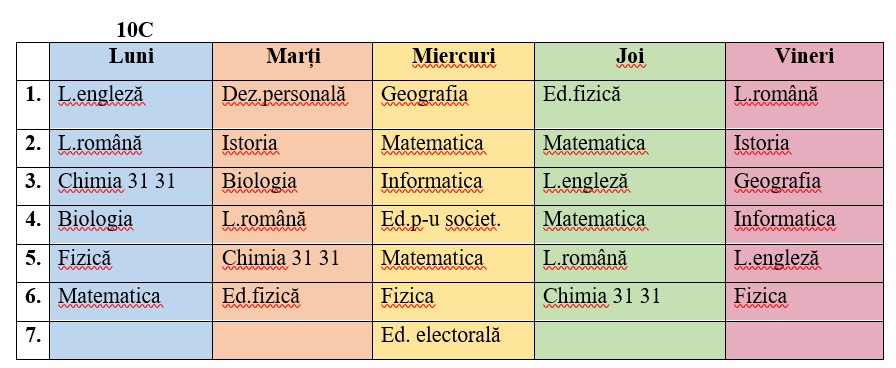 10C
Luni Marți Miercuri Joi Vineri
1. L.engleză Dez.personală Geografia Ed.fizică L.română
2. L.română Istoria Matematica Matematica Istoria
3. Chimia 31 31 Biologia Informatica L.engleză Geografia
4. Biologia L.română Ed.p-u societ. Matematica Informatica
5. Fizică Chimia 31 31 Matematica L.română L.engleză
6. Matematica Ed.fizică Fizica Chimia 31 31 Fizica
7. Ed. electorală